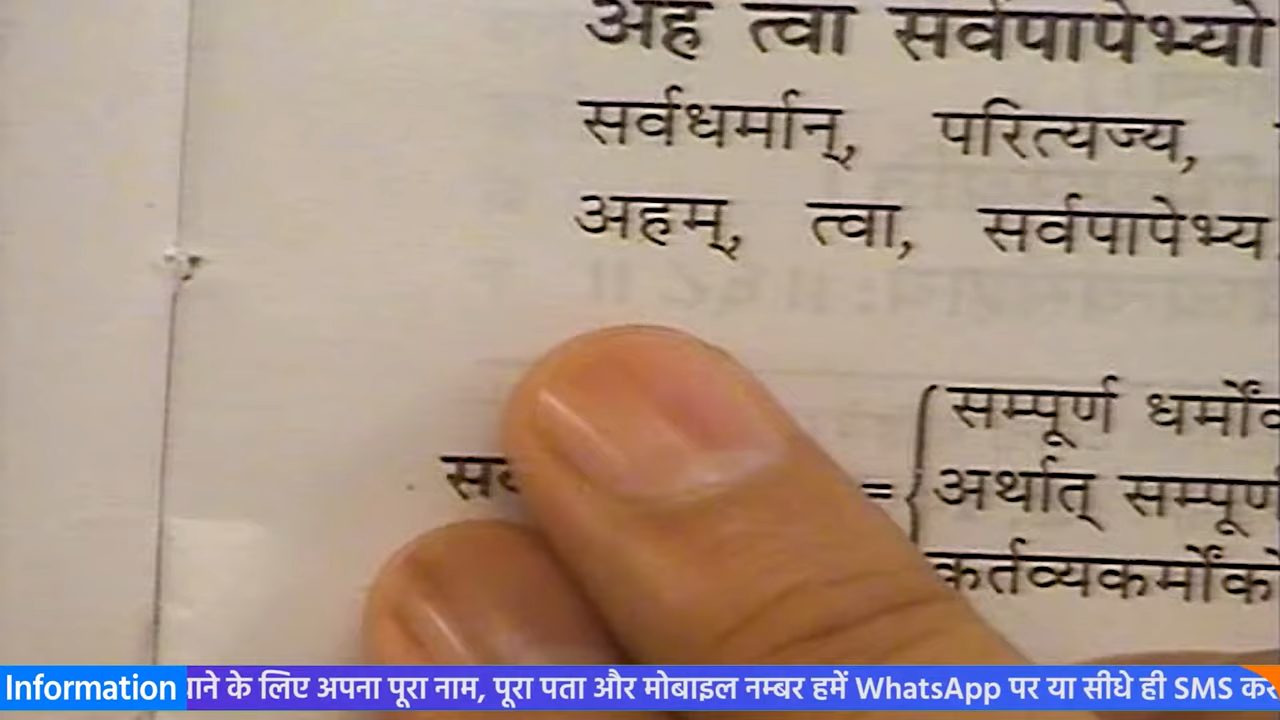 अहं त्वा सर्वपापेभ्यो
सर्वधर्मान्, परित्यज्य,
अहम्, त्वा, सर्वपापेभ्य
= { सम्पूर्ण
अर्थात् सम्पूर्ण
कर्तव्यकर्मोंको
Information
के लिए अपना पूरा नाम, पूरा पता और मोबाइल नम्बर हमें WhatsApp पर या सीधे ही SMS